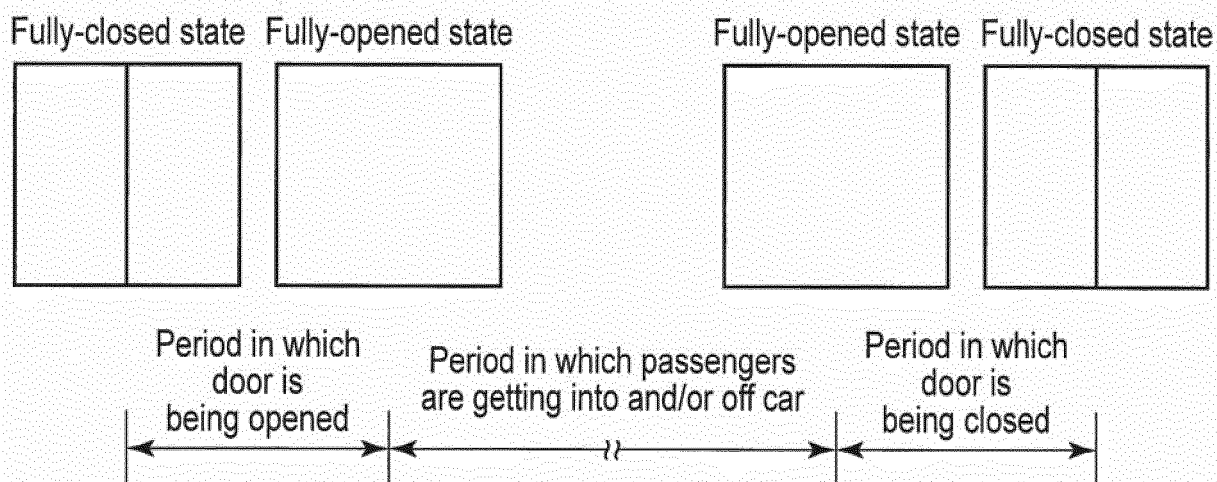 Fully-closed state Fully-opened state Fully-opened state Fully-closed state
Period in which
door is
being opened
Period in which passengers
are getting into and/or off car
Period in which
door is
being closed